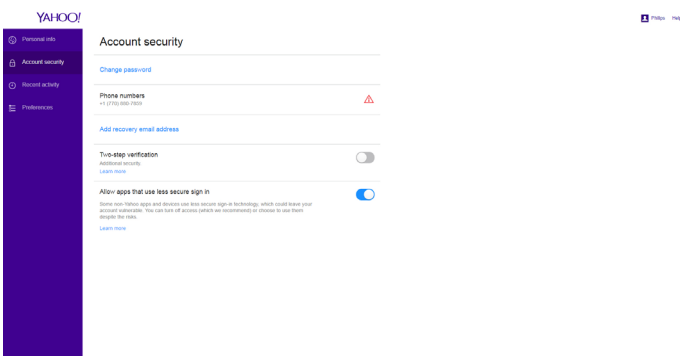 YAHOO!
Philips Help
Personal info
Account security
Recent activity
Preferences
Account security
Change password
Phone numbers
Add recovery email address
Two-step verification
Additional security.
Learn more
Allow apps that use less secure sign in
Some non-Yahoo apps and devices use less secure sign-in technology, which could leave your
account vulnerable. You can turn off access (which we recommend) or choose to use them
despite the risks.
Learn more